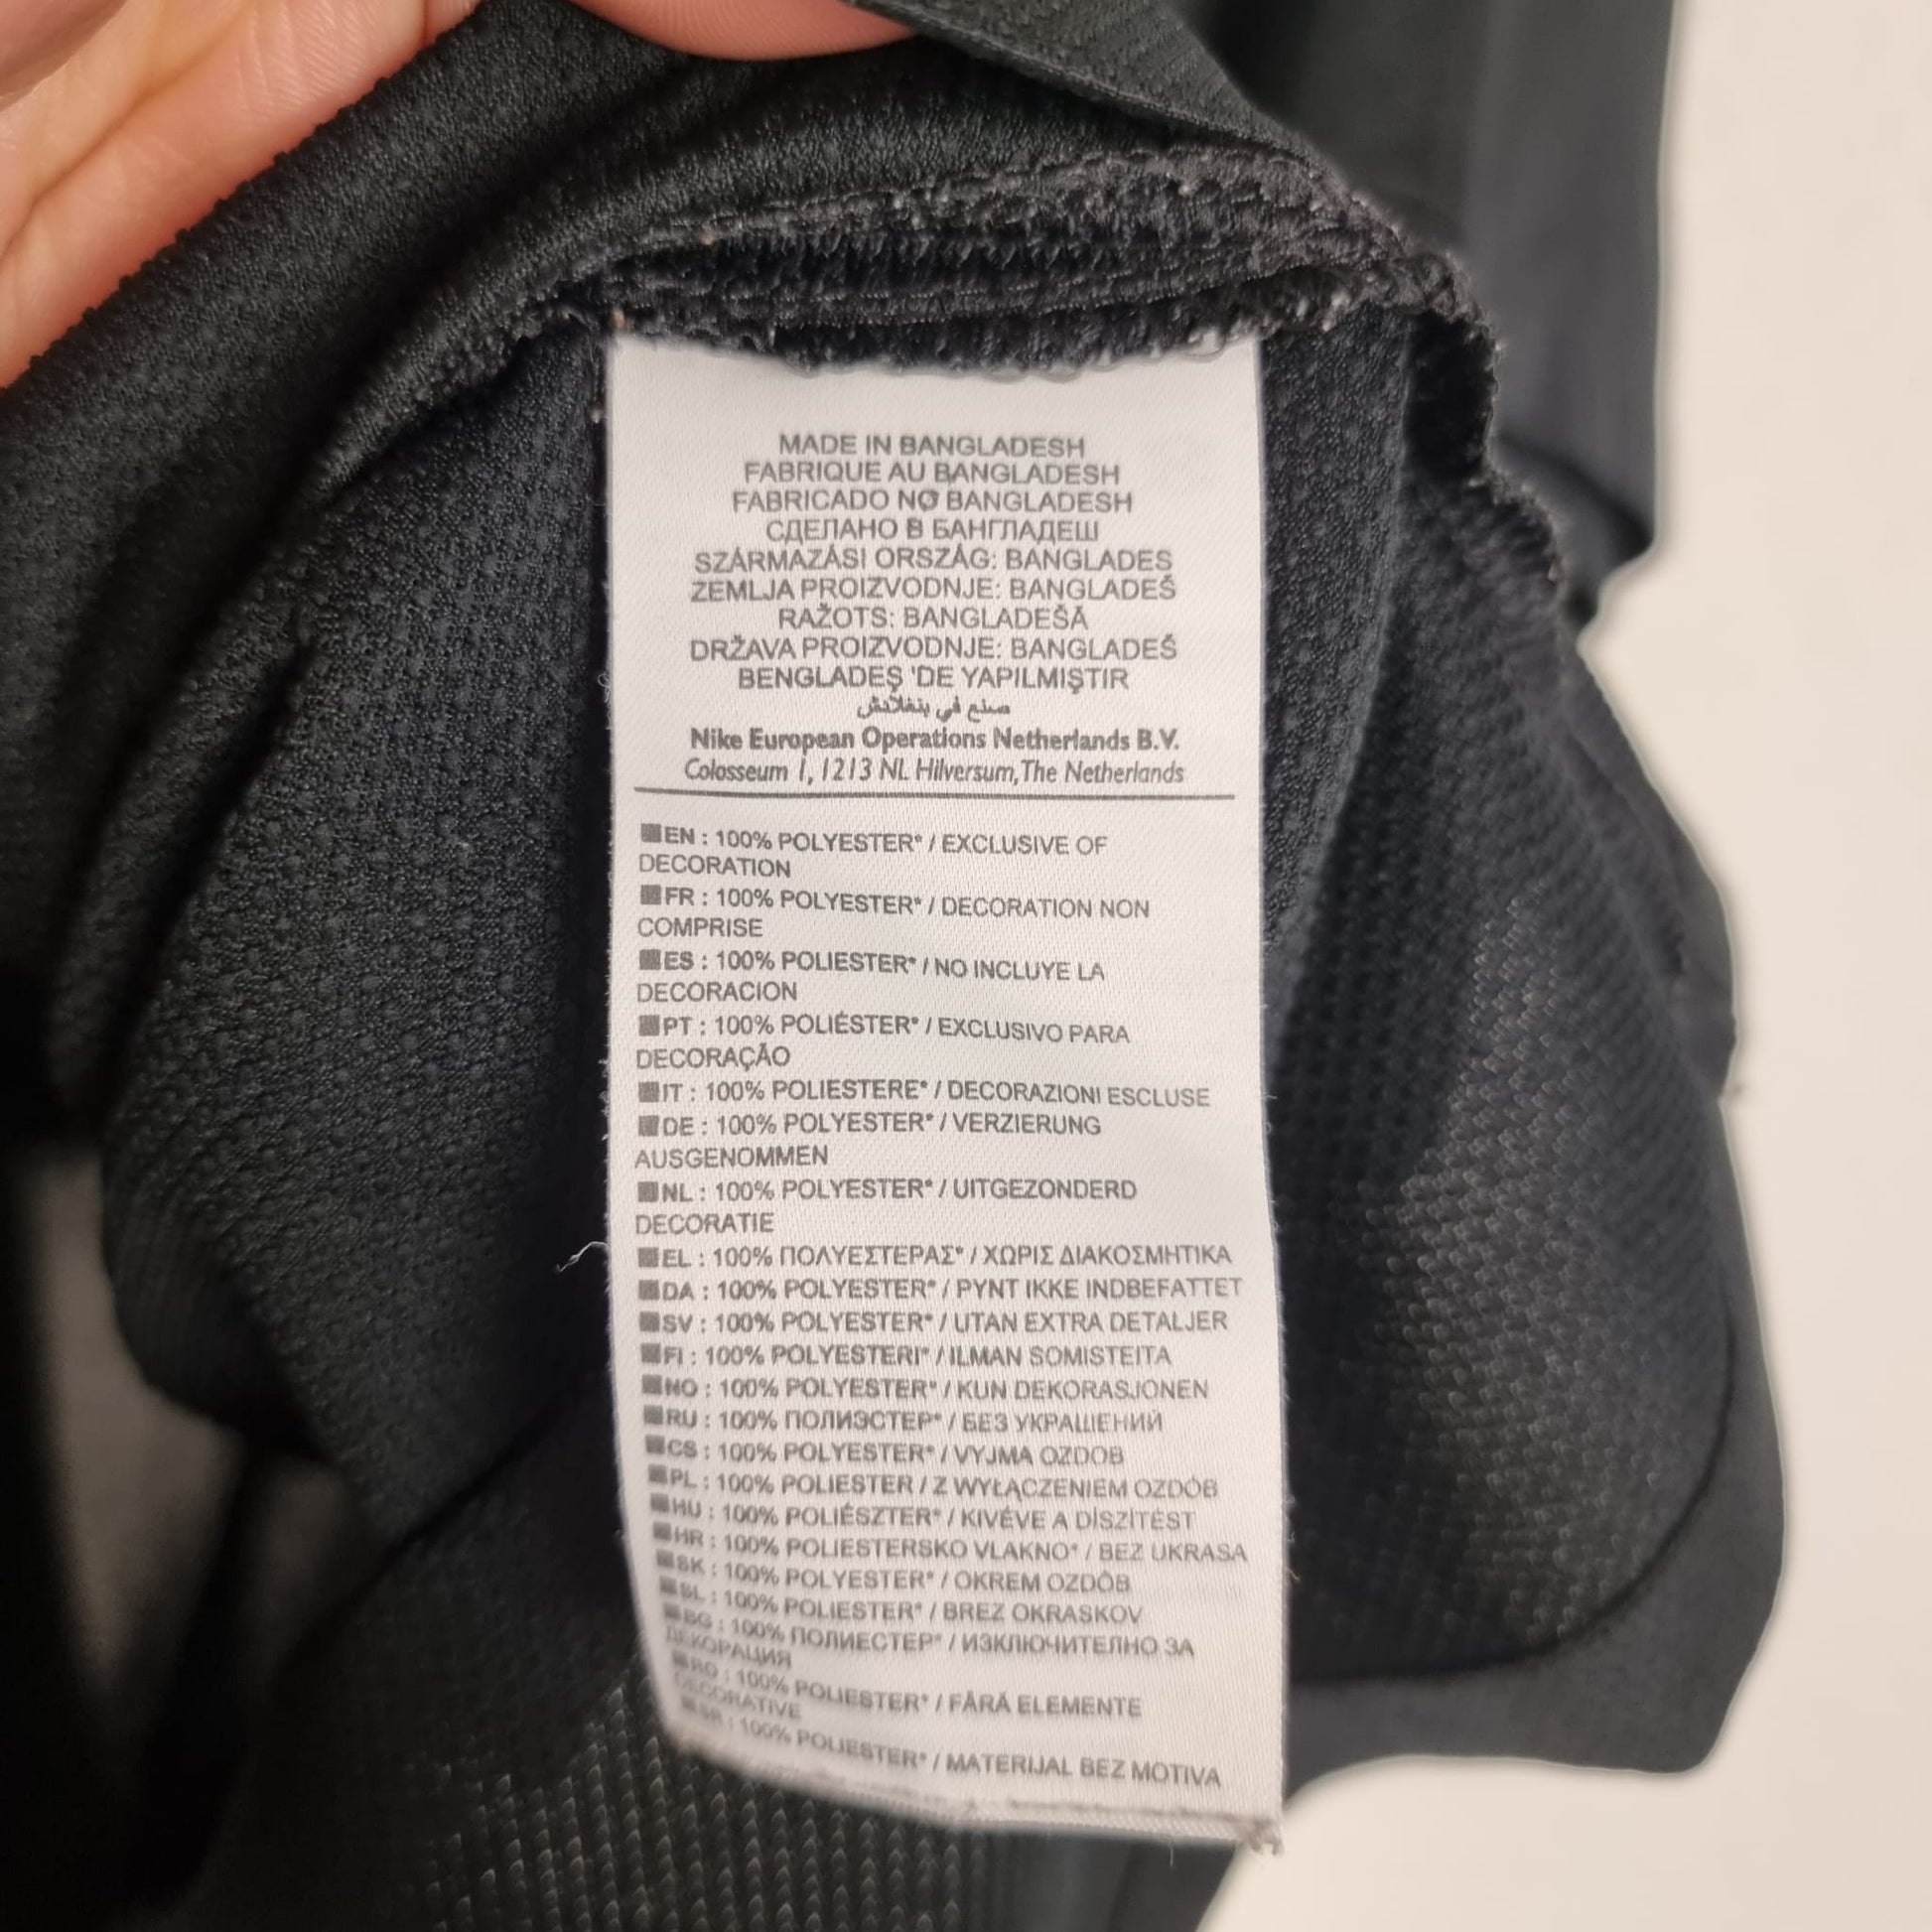 MADE IN BANGLADESH
FABRIQUE AU BANGLADESH
FABRICADO NO BANGLADESH
СДЕЛАНО В БАНГЛАДЕШ
SZÁRMAZÁSI ORSZÁG: BANGLADES
ZEMLJA PROIZVODNJE: BANGLADEŠ
RAŽOTS: BANGLADEŠĀ
DRŽAVA PROIZVODNJE: BANGLADEŠ
BENGLADEŞ 'DE YAPILMIŞTIR
صنع في بنغلادش
Nike European Operations Netherlands B.V.
Colosseum 1, 1213 NL Hilversum, The Netherlands
EN : 100% POLYESTER* / EXCLUSIVE OF
DECORATION
FR : 100% POLYESTER* / DECORATION NON
COMPRISE
ES : 100% POLIESTER* / NO INCLUYE LA
DECORACION
PT : 100% POLIÉSTER* / EXCLUSIVO PARA
DECORAÇÃO
IT : 100% POLIESTERE* / DECORAZIONI ESCLUSE
DE : 100% POLYESTER* / VERZIERUNG
AUSGENOMMEN
NL : 100% POLYESTER* / UITGEZONDERD
DECORATIE
EL : 100% ΠΟΛΥΕΣΤΕΡΑΣ* / ΧΩΡΙΣ ΔΙΑΚΟΣΜΗΤΙΚΑ
DA : 100% POLYESTER* / PYNT IKKE INDBEFATTET
SV : 100% POLYESTER* / UTAN EXTRA DETALJER
FI : 100% POLYESTERI* / ILMAN SOMISTEITA
NO : 100% POLYESTER* / KUN DEKORASJONEN
RU : 100% ПОЛИЭСТЕР* / БЕЗ УКРАШЕНИЙ
CS : 100% POLYESTER* / VYJMA OZDOB
PL : 100% POLIESTER / Z WYŁĄCZENIEM OZDÓB
HU : 100% POLIÉSZTER* / KIVÉVE A DÍSZÍTÉST
HR : 100% POLIESTERSKO VLAKNO* / BEZ UKRASA
SK : 100% POLYESTER* / OKREM OZDÔB
SL : 100% POLIESTER* / BREZ OKRASKOV
BG : 100% ПОЛИЕСТЕР* / ИЗКЛЮЧИТЕЛНО ЗА
ДЕКОРАЦИЯ
RO : 100% POLIESTER* / FĂRĂ ELEMENTE
DECORATIVE
SR : 100% POLIESTER* / MATERIJAL BEZ MOTIVA